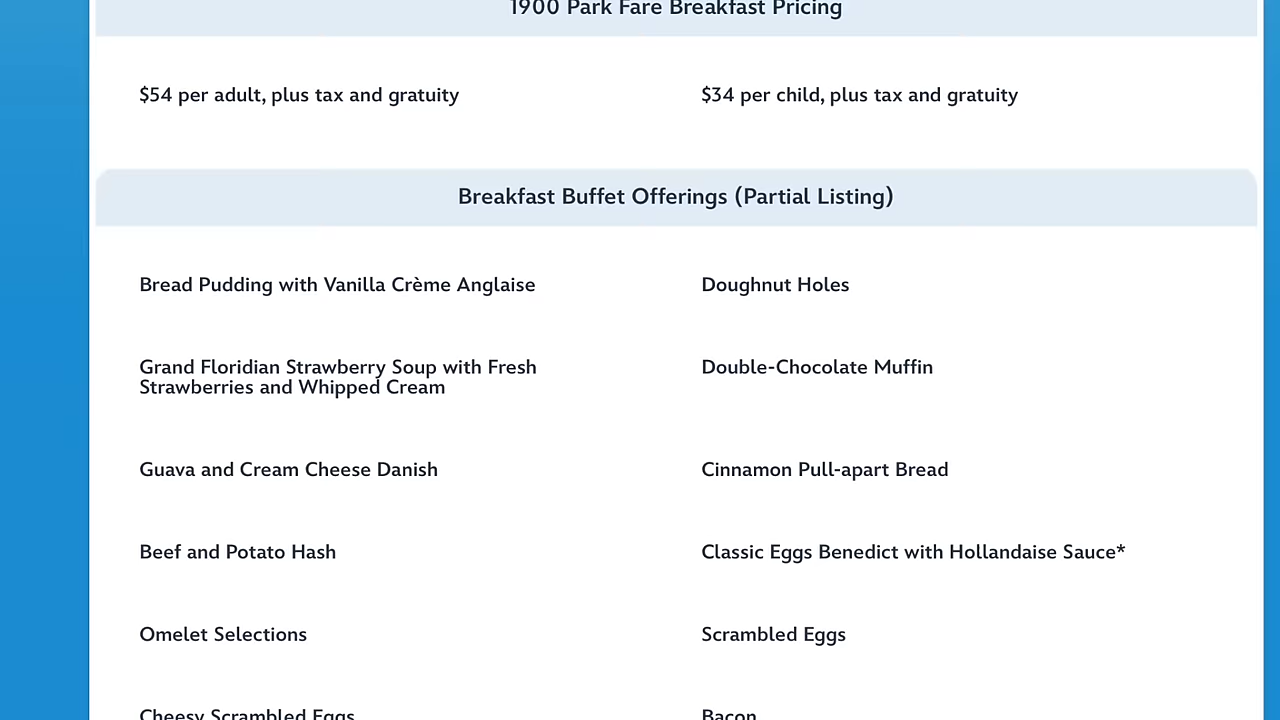 1900 Park Fare Breakfast Pricing
$54 per adult, plus tax and gratuity
$34 per child, plus tax and gratuity
Breakfast Buffet Offerings (Partial Listing)
Bread Pudding with Vanilla Crème Anglaise
Doughnut Holes
Grand Floridian Strawberry Soup with Fresh
Strawberries and Whipped Cream
Double-Chocolate Muffin
Guava and Cream Cheese Danish
Cinnamon Pull-apart Bread
Beef and Potato Hash
Classic Eggs Benedict with Hollandaise Sauce*
Omelet Selections
Scrambled Eggs
Cheesy Scrambled Eggs
Bacon